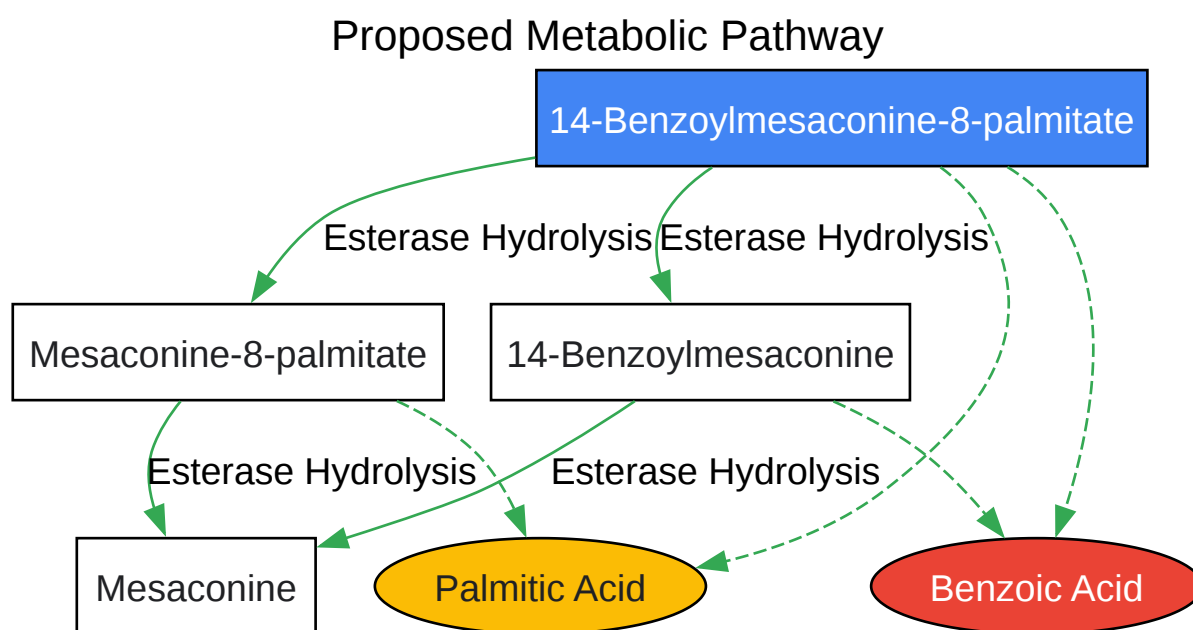 Proposed Metabolic Pathway
14-Benzoylmesaconine-8-palmitate
Esterase Hydrolysis
Esterase Hydrolysis
Mesaconine-8-palmitate
14-Benzoylmesaconine
Esterase Hydrolysis
Esterase Hydrolysis
Mesaconine
Palmitic Acid
Benzoic Acid